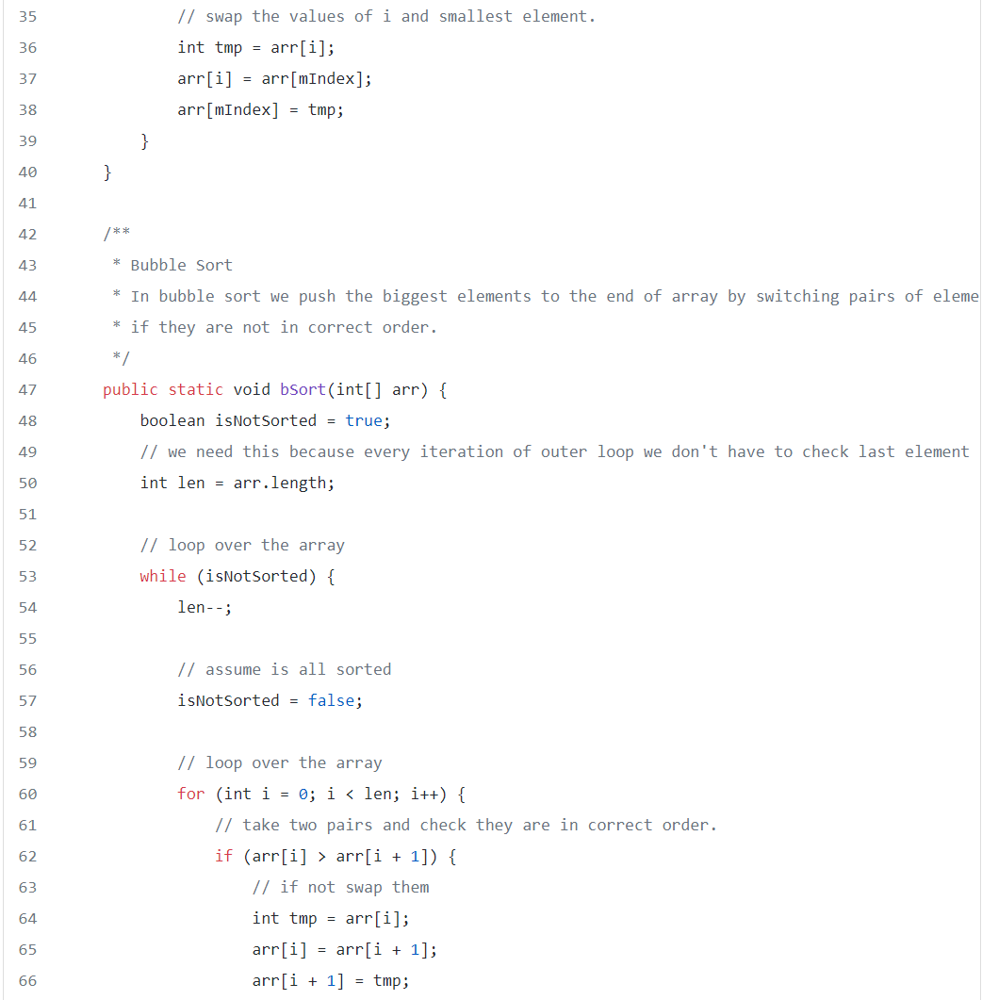 35 // swap the values of i and smallest element.
36 int tmp = arr[i];
37 arr[i] = arr[mIndex];
38 arr[mIndex] = tmp;
39 }
40 }
41
42 /**
43 * Bubble Sort
44 * In bubble sort we push the biggest elements to the end of array by switching pairs of eleme
45 * if they are not in correct order.
46 */
47 public static void bSort(int[] arr) {
48 boolean isNotSorted = true;
49 // we need this because every iteration of outer loop we don't have to check last element
50 int len = arr.length;
51
52 // loop over the array
53 while (isNotSorted) {
54 len--;
55
56 // assume is all sorted
57 isNotSorted = false;
58
59 // loop over the array
60 for (int i = 0; i < len; i++) {
61 // take two pairs and check they are in correct order.
62 if (arr[i] > arr[i + 1]) {
63 // if not swap them
64 int tmp = arr[i];
65 arr[i] = arr[i + 1];
66 arr[i + 1] = tmp;